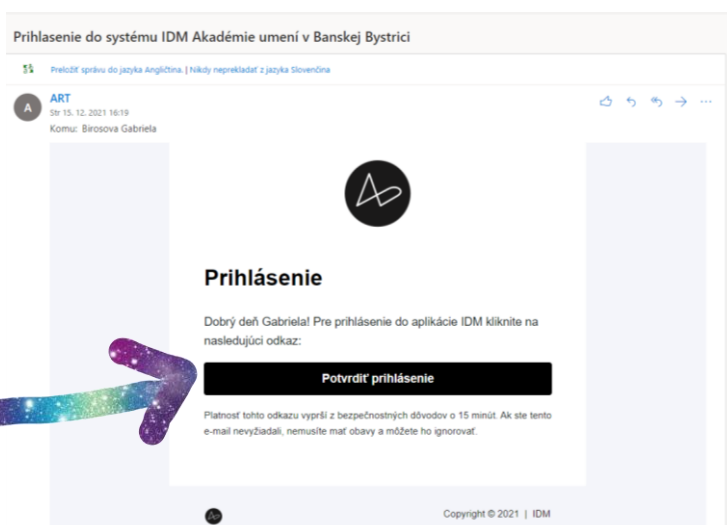 Prihlasenie do systému IDM Akadémie umení v Banskej Bystrici
Preložiť správu do jazyka Angličtina. | Nikdy neprekladať z jazyka Slovenčina
A
ART
Str 15. 12. 2021 16:19
Komu: Birosova Gabriela
Prihlásenie
Dobrý deň Gabriela! Pre prihlásenie do aplikácie IDM kliknite na
nasledujúci odkaz:
Potvrdiť prihlásenie
Platnosť tohto odkazu vyprší z bezpečnostných dôvodov o 15 minút. Ak ste tento
e-mail nevyžiadali, nemusíte mať obavy a môžete ho ignorovať.
Copyright © 2021 | IDM